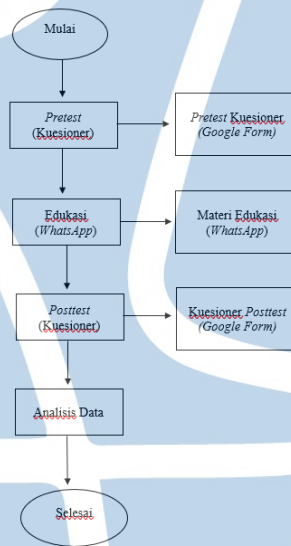 Mulai
Pretest
(Kuesioner)
Pretest Kuesioner
(Google Form)
Edukasi
(WhatsApp)
Materi Edukasi
(WhatsApp)
Posttest
(Kuesioner)
Kuesioner Posttest
(Google Form)
Analisis Data
Selesai